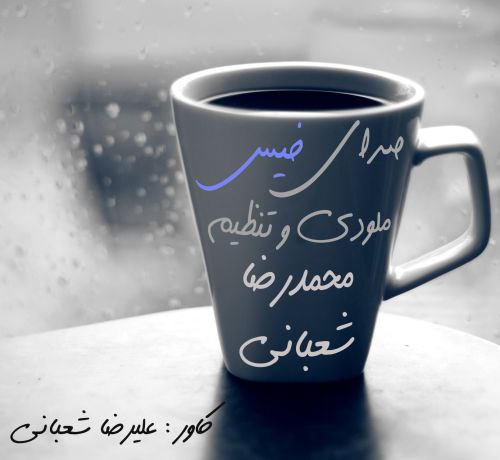 صدای خیس
ملودی و تنظیم
محمدرضا
شعبانی
کاور : علیرضا شعبانی